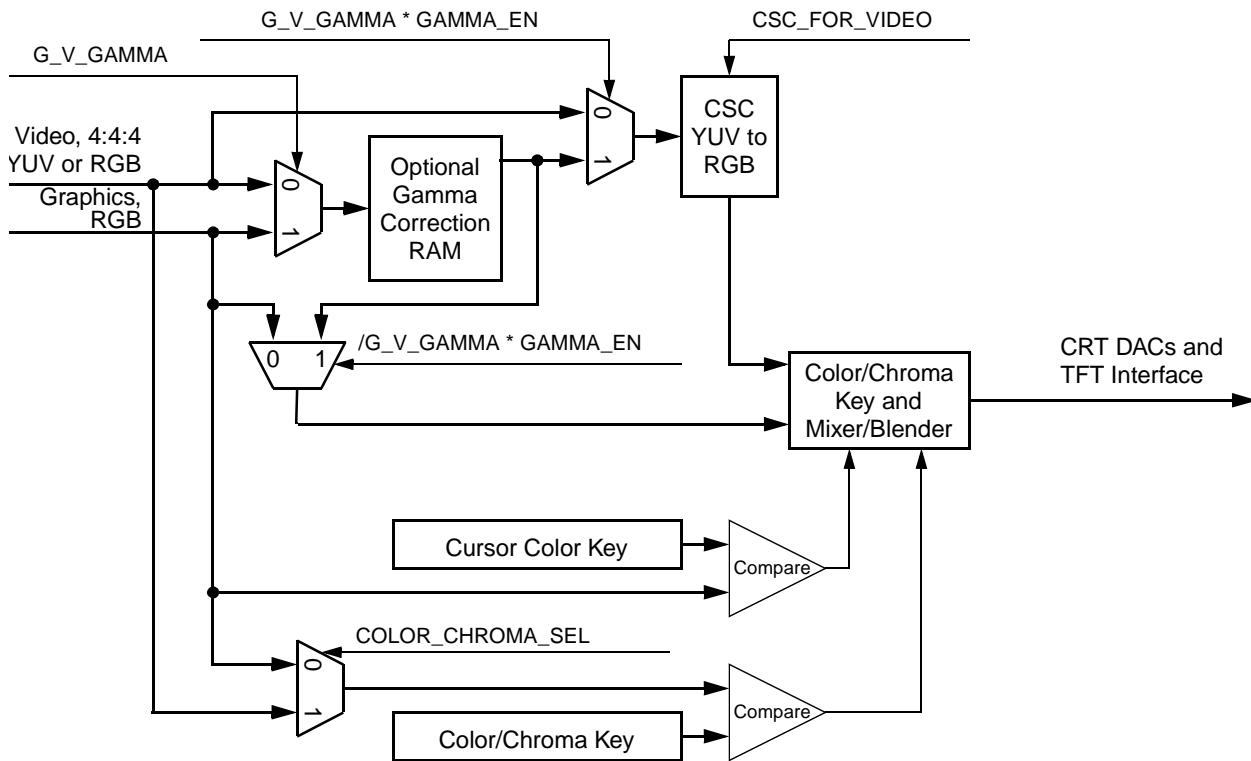 G_V_GAMMA * GAMMA_EN
CSC_FOR_VIDEO
G_V_GAMMA
Video, 4:4:4
YUV or RGB
Graphics,
RGB
0
1
Optional
Gamma
Correction
RAM
0
1
CSC
YUV to
RGB
0 1
/G_V_GAMMA * GAMMA_EN
Color/Chroma
Key and
Mixer/Blender
CRT DACs and
TFT Interface
Cursor Color Key
Compare
COLOR_CHROMA_SEL
0
1
Color/Chroma Key
Compare